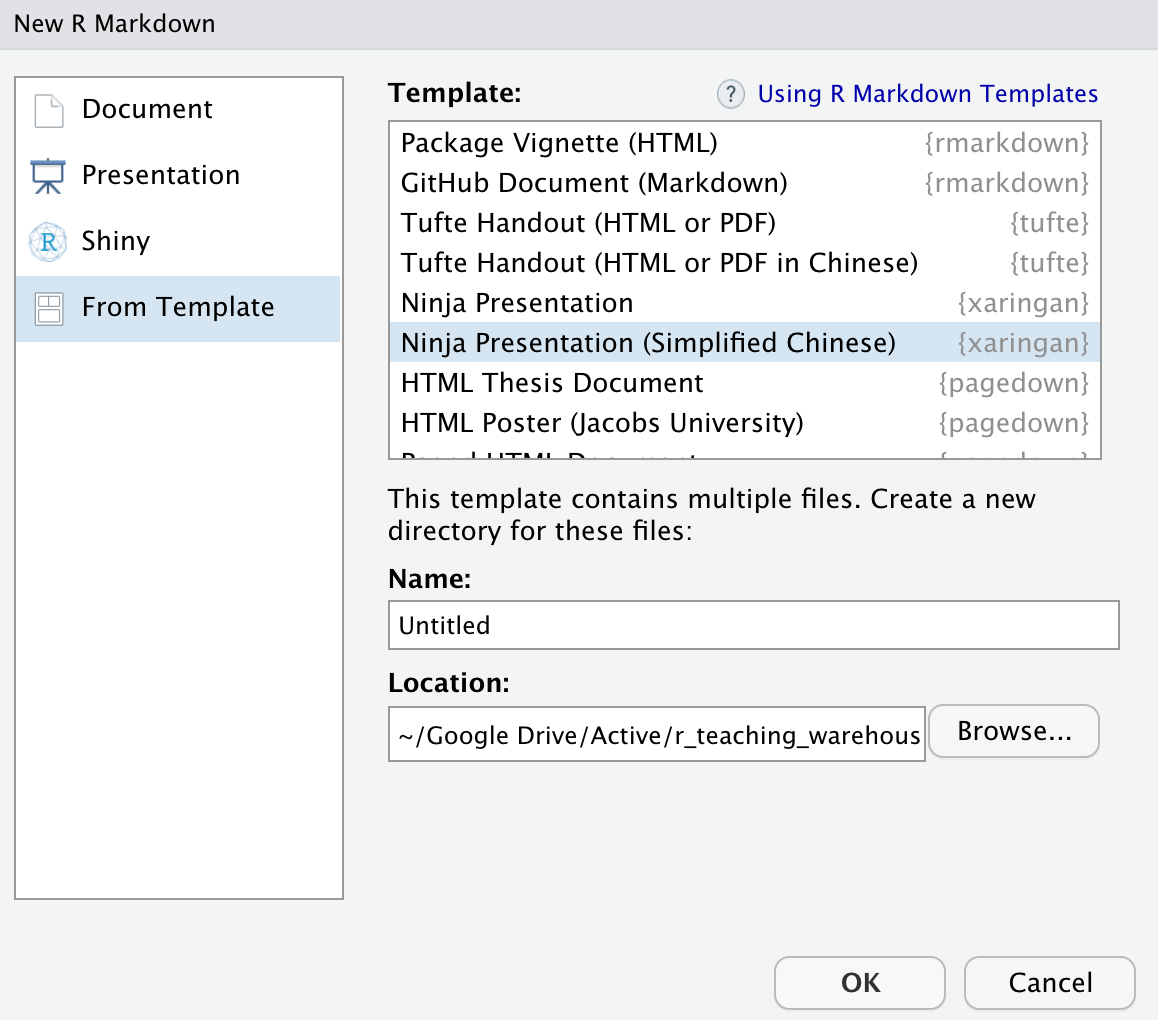 New R Markdown
Document
Presentation
Shiny
From Template
Template:
? Using R Markdown Templates
Package Vignette (HTML) {rmarkdown}
GitHub Document (Markdown) {rmarkdown}
Tufte Handout (HTML or PDF) {tufte}
Tufte Handout (HTML or PDF in Chinese) {tufte}
Ninja Presentation {xaringan}
Ninja Presentation (Simplified Chinese) {xaringan}
HTML Thesis Document {pagedown}
HTML Poster (Jacobs University) {pagedown}
This template contains multiple files. Create a new
directory for these files:
Name:
Untitled
Location:
~/Google Drive/Active/r_teaching_warehous
Browse...
OK
Cancel